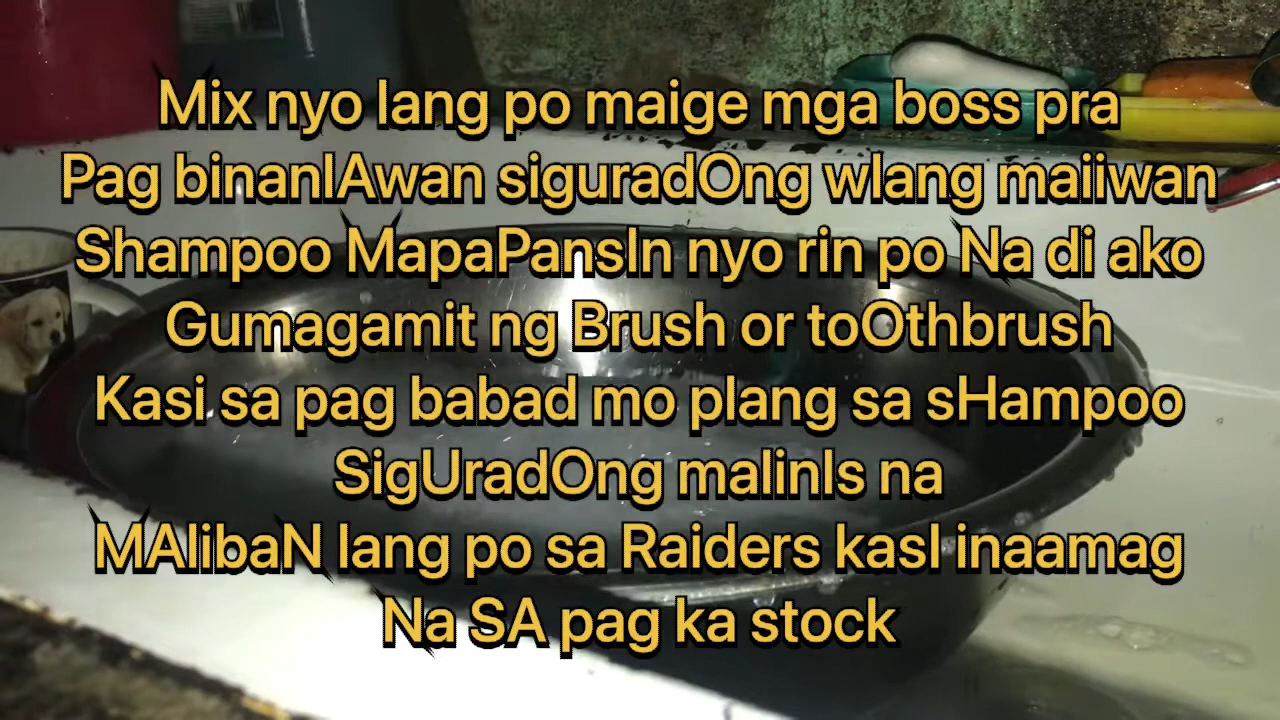 Mix nyo lang po maige mga boss pra
Pag binanlAwan siguradOng wlang maiiwan
Shampoo MapaPansIn nyo rin po Na di ako
Gumagamit ng Brush or toOthbrush
Kasi sa pag babad mo plang sa sHampoo
SigUradOng malinIs na
MAlibaN lang po sa Raiders kasI inaamag
Na SA pag ka stock